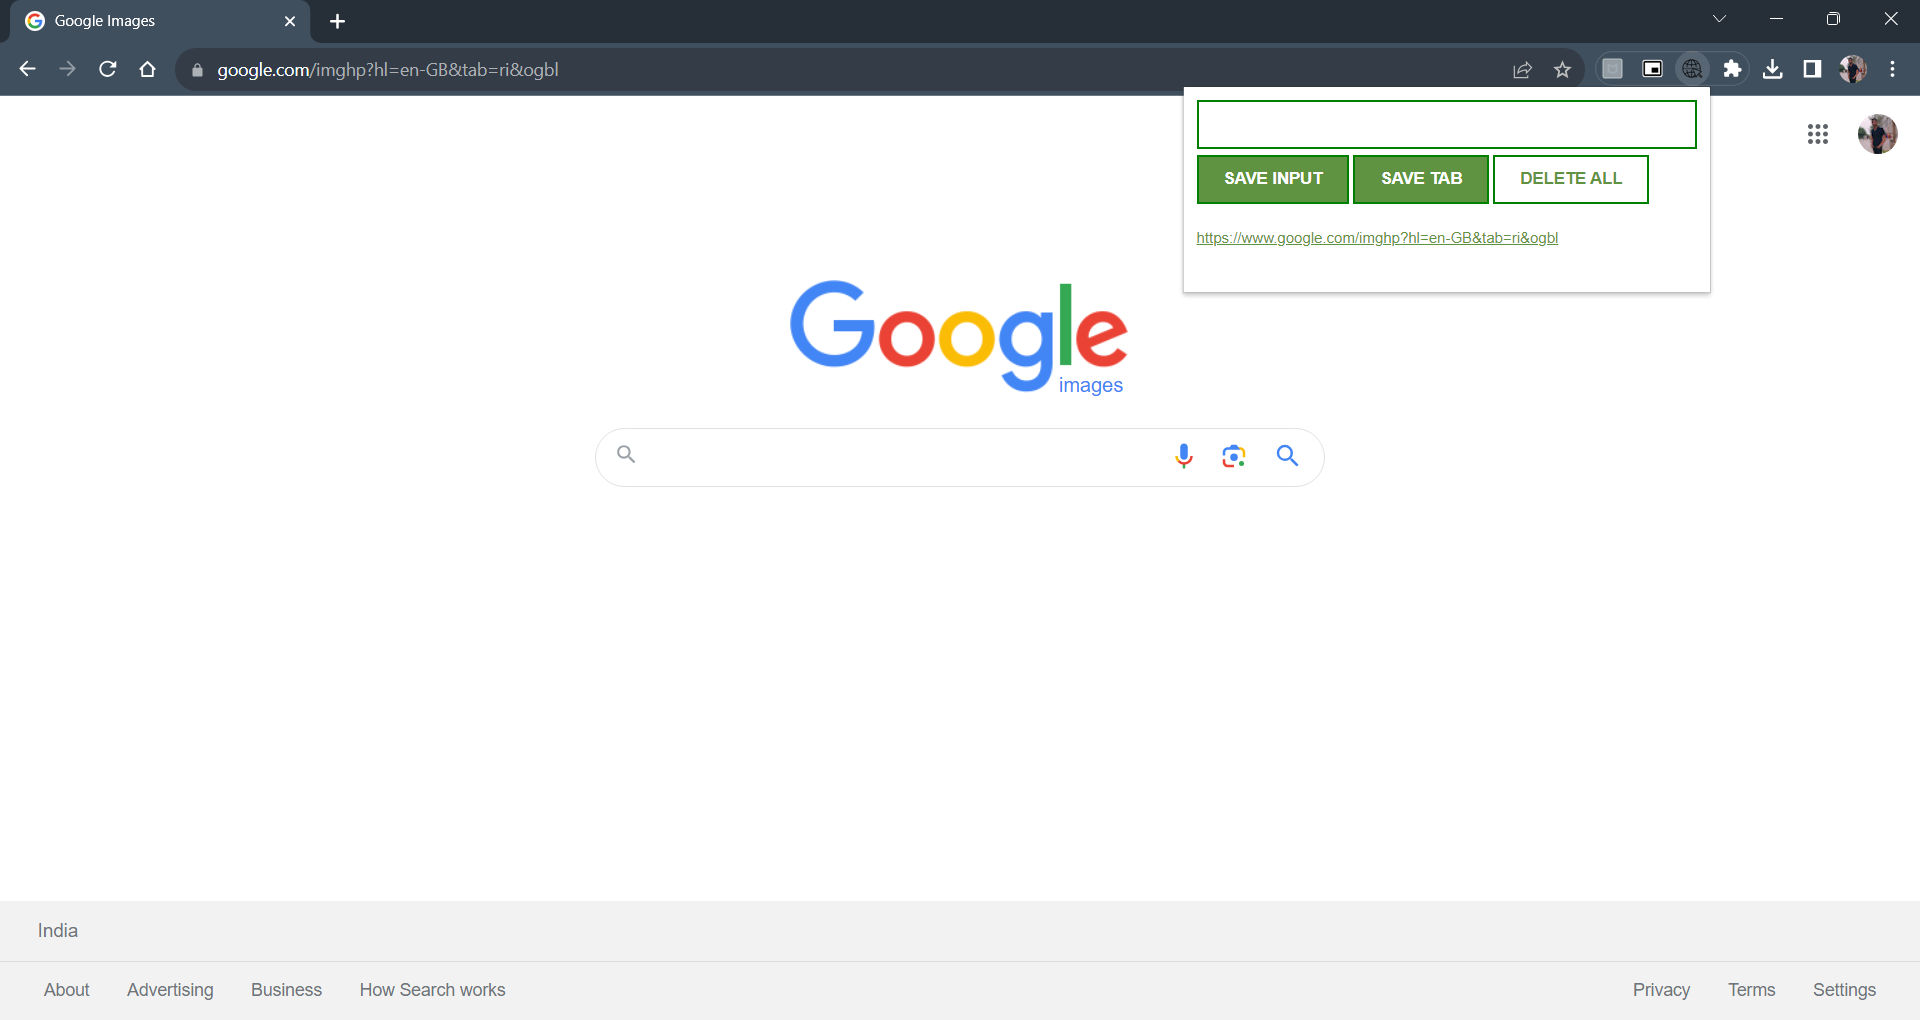 Google Images
google.com/imghp?hl=en-GB&tab=ri&ogbl
SAVE INPUT SAVE TAB DELETE ALL
https://www.google.com/imghp?hl=en-GB&tab=ri&ogbl
Google
images
India
About Advertising Business How Search works Privacy Terms Settings